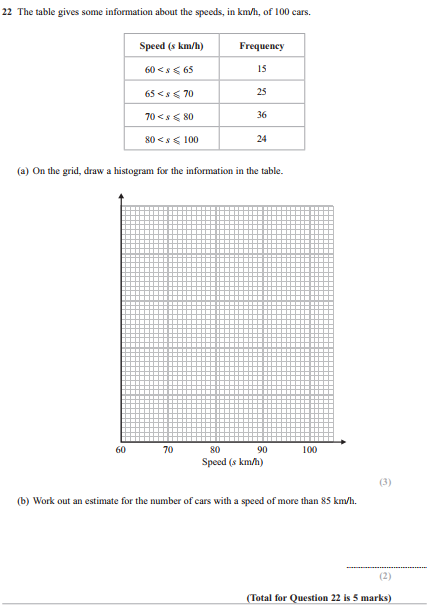 22 The table gives some information about the speeds, in km/h, of 100 cars.
Speed (s km/h) Frequency
60 < s ⩽ 65 15
65 < s ⩽ 70 25
70 < s ⩽ 80 36
80 < s ⩽ 100 24
(a) On the grid, draw a histogram for the information in the table.
60 70 80 90 100
Speed (s km/h)
(3)
(b) Work out an estimate for the number of cars with a speed of more than 85 km/h.
(2)
(Total for Question 22 is 5 marks)